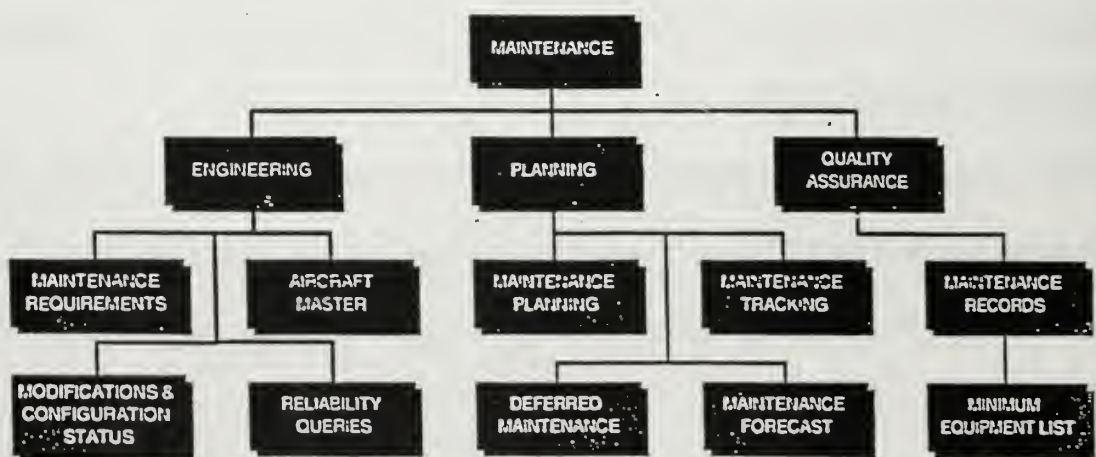 MAINTENANCE
ENGINEERING
PLANNING
QUALITY
ASSURANCE
MAINTENANCE
REQUIREMENTS
AIRCRAFT
MASTER
MAINTENANCE
PLANNING
MAINTENANCE
TRACKING
MAINTENANCE
RECORDS
MODIFICATIONS &
CONFIGURATION
STATUS
RELIABILITY
QUERIES
DEFERRED
MAINTENANCE
MAINTENANCE
FORECAST
MINIMUM
EQUIPMENT LIST